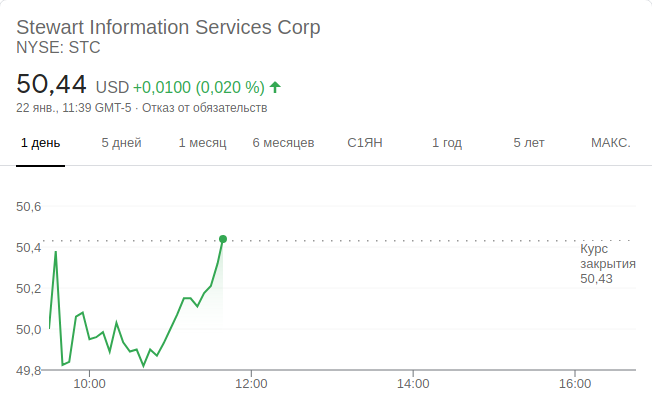 Stewart Information Services Corp
NYSE: STC
50,44 USD +0,0100 (0,020 %)
22 янв., 11:39 GMT-5 · Отказ от обязательств
1 день 5 дней 1 месяц 6 месяцев С1ЯН 1 год 5 лет МАКС.
50,6
50,4
50,2
50,0
49,8
Курс
закрытия
50,43
10:00 12:00 14:00 16:00